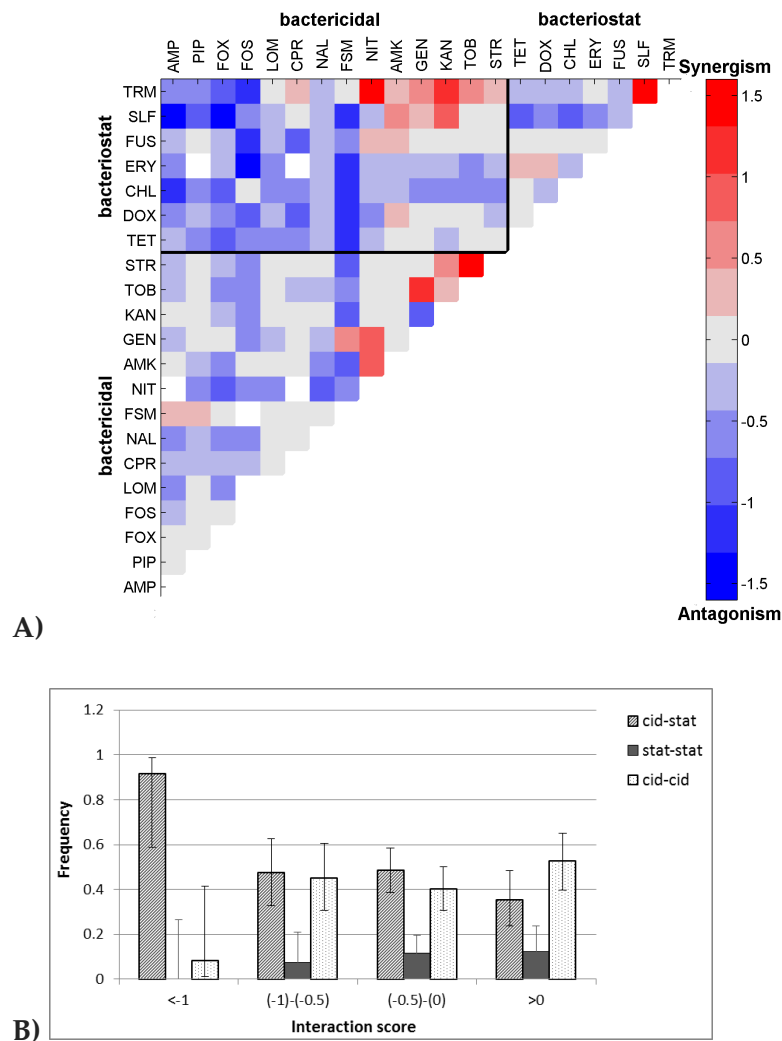 bactericidal
bacteriostat
AMP
PIP
FOX
FOS
LOM
CPR
NAL
FSM
NIT
AMK
GEN
KAN
TOB
STR
TET
DOX
CHL
ERY
FUS
SLF
TRM
Synergism
bacteriostat
TRM
SLF
FUS
ERY
CHL
DOX
TET
bactericidal
STR
TOB
KAN
GEN
AMK
NIT
FSM
NAL
CPR
LOM
FOS
FOX
PIP
AMP
1.5
1
0.5
0
-0.5
-1
-1.5
Antagonism
A)
Frequency
1.2
1
0.8
0.6
0.4
0.2
0
<-1
(-1)-(-0.5)
(-0.5)-(0)
>0
Interaction score
cid-stat
stat-stat
cid-cid
B)